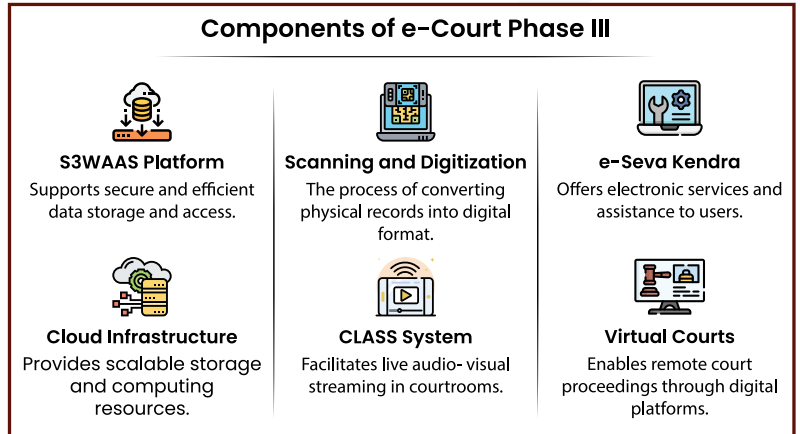 Components of e-Court Phase III
S3WAAS Platform
Supports secure and efficient
data storage and access.
Scanning and Digitization
The process of converting
physical records into digital
format.
e-Seva Kendra
Offers electronic services and
assistance to users.
Cloud Infrastructure
Provides scalable storage
and computing
resources.
CLASS System
Facilitates live audio- visual
streaming in courtrooms.
Virtual Courts
Enables remote court
proceedings through digital
platforms.